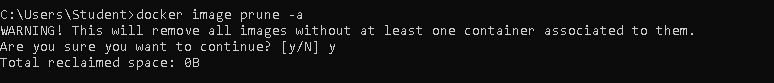 C:\Users\Student>docker image prune -a
WARNING! This will remove all images without at least one container associated to them.
Are you sure you want to continue? [y/N] y
Total reclaimed space: 0B